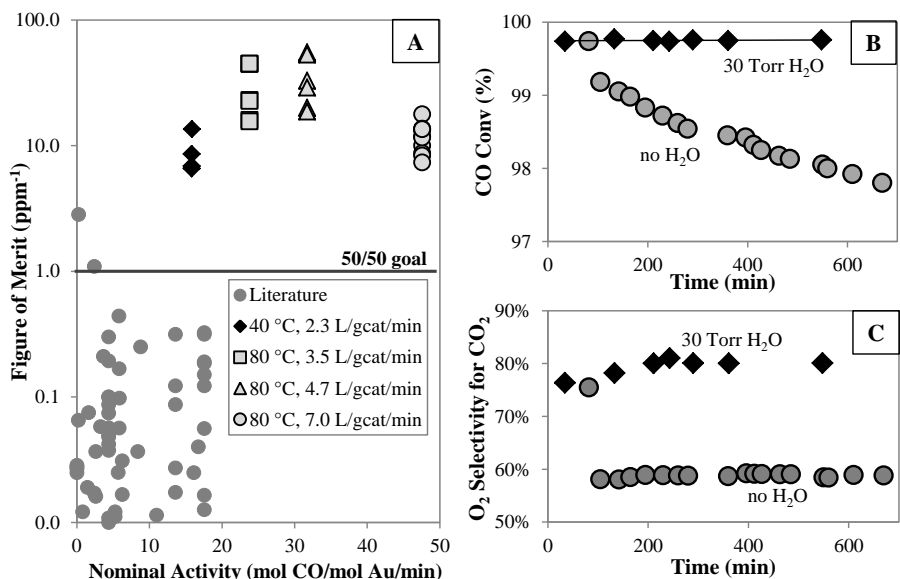 A
100.0
10.0
1.0
0.1
0.0
0
10
20
30
40
50
Figure of Merit (ppm⁻¹)
Nominal Activity (mol CO/mol Au/min)
50/50 goal
Literature
40 °C, 2.3 L/gcat/min
80 °C, 3.5 L/gcat/min
80 °C, 4.7 L/gcat/min
80 °C, 7.0 L/gcat/min
B
100
99
98
97
0
200
400
600
CO Conv (%)
Time (min)
30 Torr H₂O
no H₂O
C
90%
80%
70%
60%
50%
0
200
400
600
O₂ Selectivity for CO₂
Time (min)
30 Torr H₂O
no H₂O